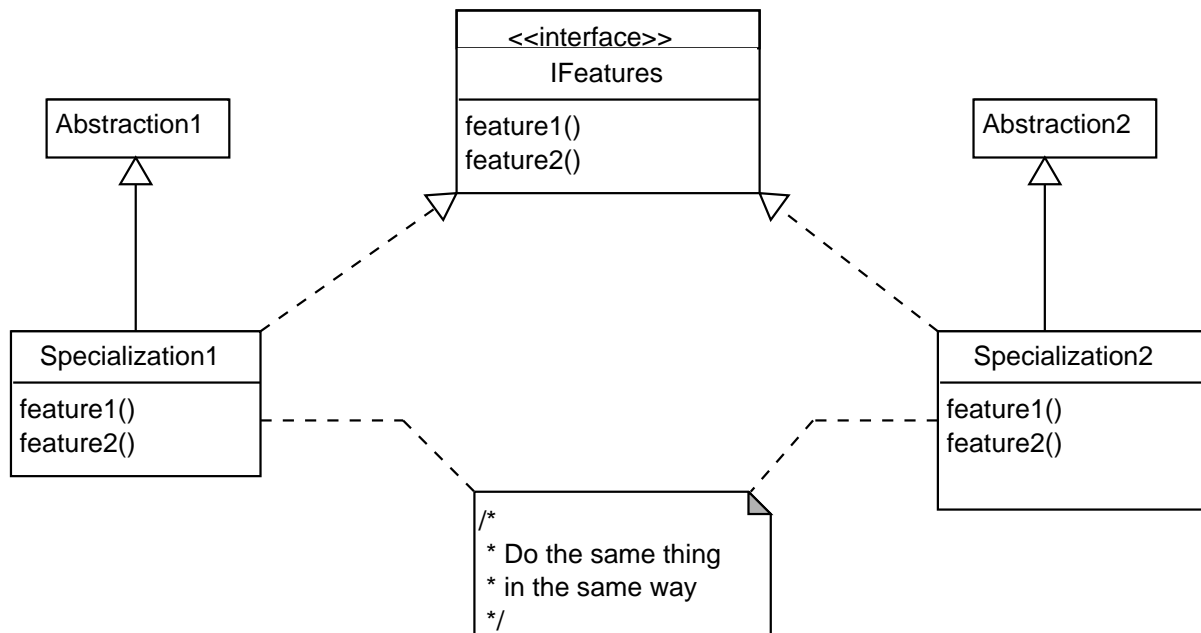 <<interface>>
IFeatures
feature1()
feature2()
Abstraction1
Abstraction2
Specialization1
feature1()
feature2()
Specialization2
feature1()
feature2()
/*
* Do the same thing
* in the same way
*/